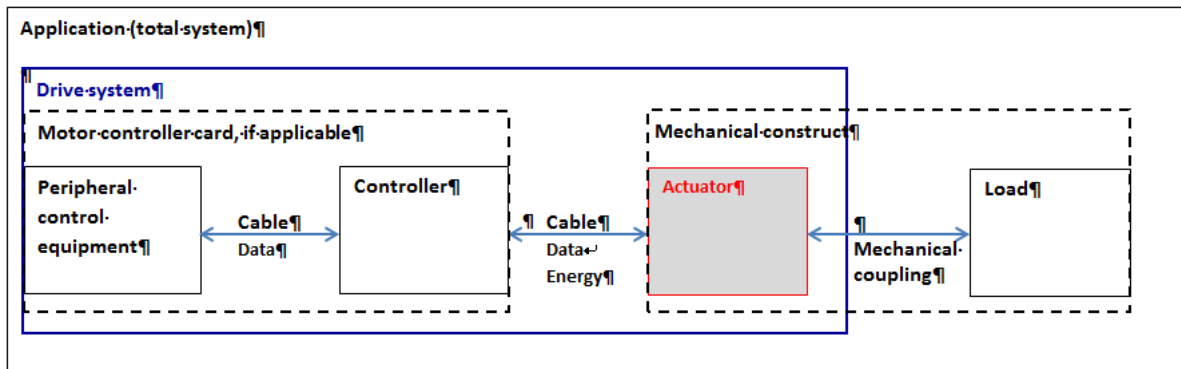 Application·(total·system)¶
¶
Drive·system¶
Motor·controller·card,·if·applicable¶
Mechanical·construct¶
Peripheral·
control·
equipment¶
Cable¶
Data¶
Controller¶
¶
Cable¶
Data↵
Energy¶
Actuator¶
¶
Mechanical·
coupling¶
Load¶